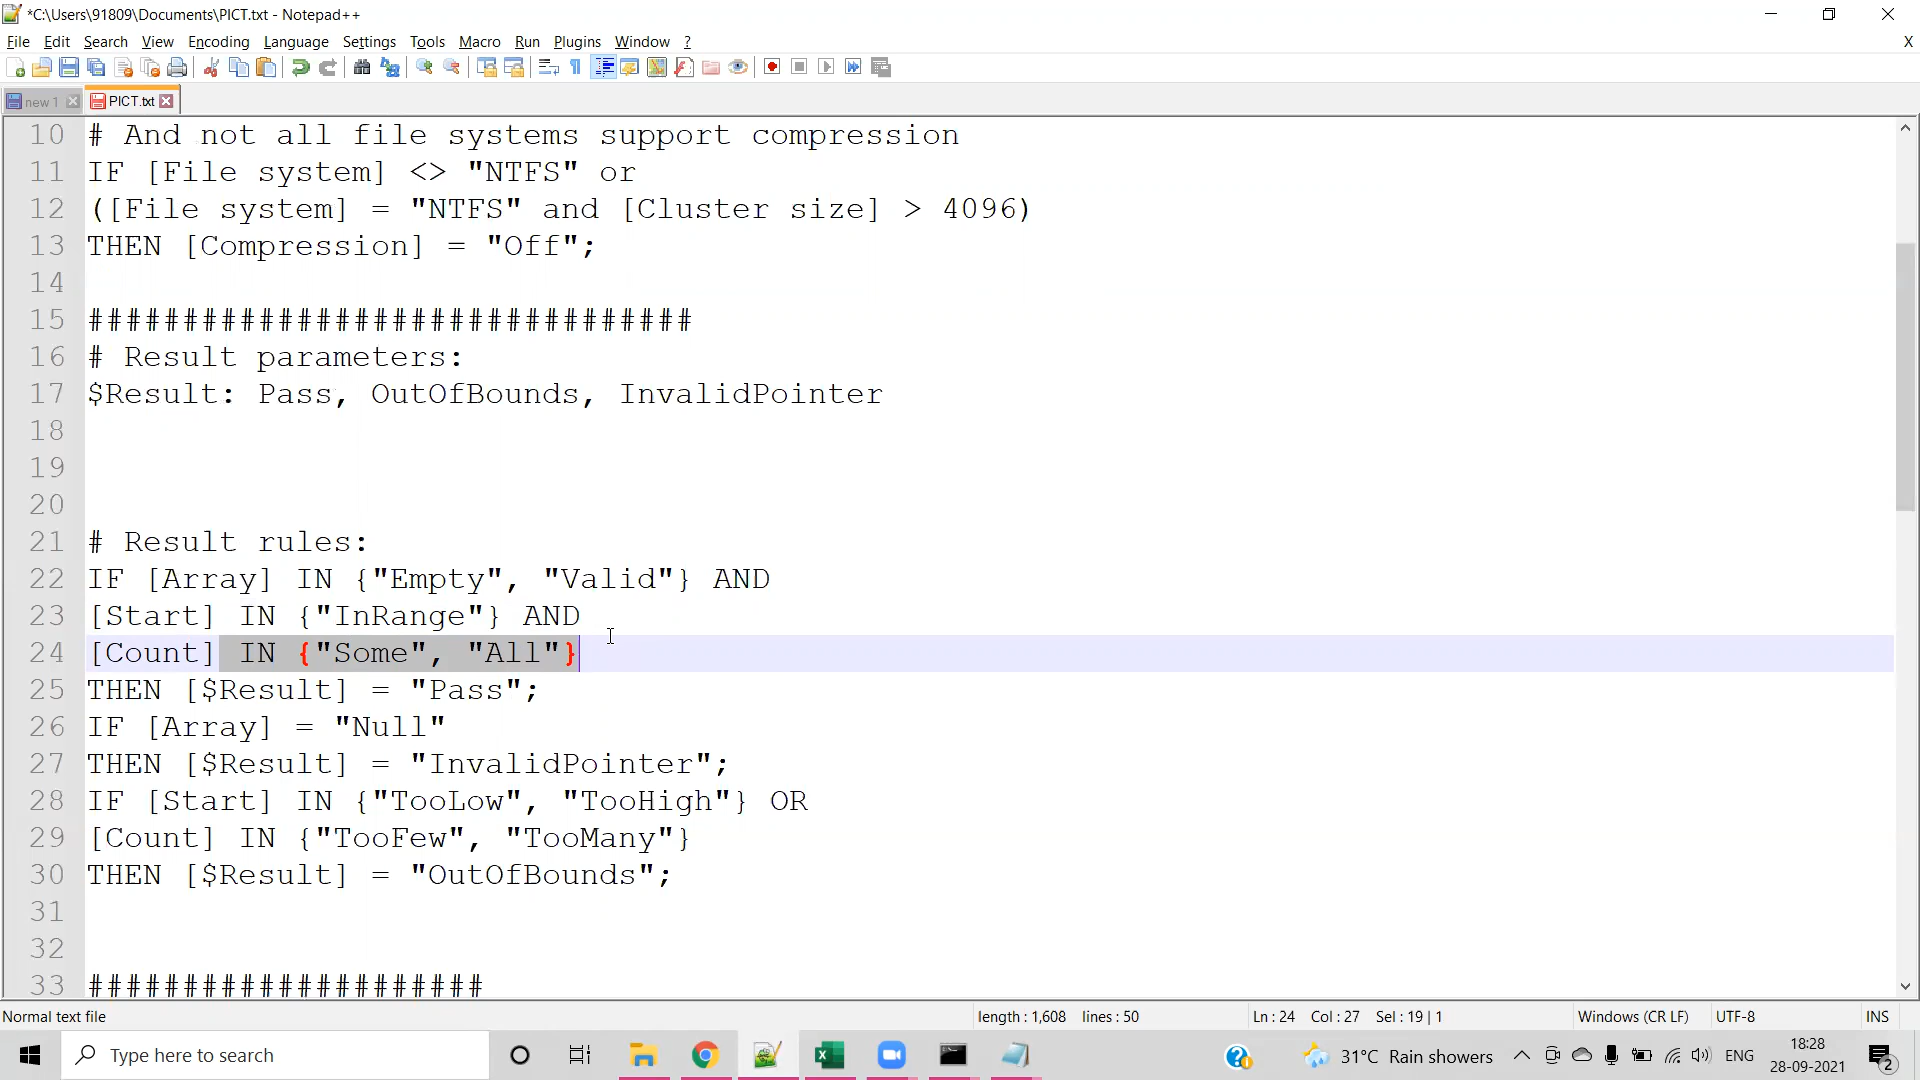 *C:\Users\91809\Documents\PICT.txt - Notepad++
File Edit Search View Encoding Language Settings Tools Macro Run Plugins Window ? X
new 1 PICT.txt
10 # And not all file systems support compression
11 IF [File system] <> "NTFS" or
12 ([File system] = "NTFS" and [Cluster size] > 4096)
13 THEN [Compression] = "Off";
14
15 ################################
16 # Result parameters:
17 $Result: Pass, OutOfBounds, InvalidPointer
18
19
20
21 # Result rules:
22 IF [Array] IN {"Empty", "Valid"} AND
23 [Start] IN {"InRange"} AND
24 [Count] IN {"Some", "All"}
25 THEN [$Result] = "Pass";
26 IF [Array] = "Null"
27 THEN [$Result] = "InvalidPointer";
28 IF [Start] IN {"TooLow", "TooHigh"} OR
29 [Count] IN {"TooFew", "TooMany"}
30 THEN [$Result] = "OutOfBounds";
31
32
33 #####################
Normal text file length : 1,608 lines : 50 Ln : 24 Col : 27 Sel : 19 | 1 Windows (CR LF) UTF-8 INS
Type here to search 31°C Rain showers ENG 18:28
28-09-2021 2